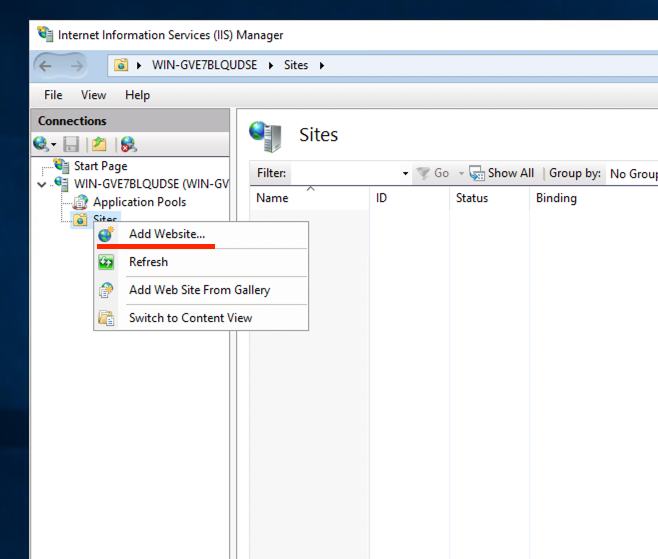 Internet Information Services (IIS) Manager
WIN-GVE7BLQUDSE Sites
File View Help
Connections
Sites
Start Page
Filter: Go Show All Group by: No Group
WIN-GVE7BLQUDSE (WIN-GV
Name ID Status Binding
Application Pools
Sites
Add Website...
Refresh
Add Web Site From Gallery
Switch to Content View